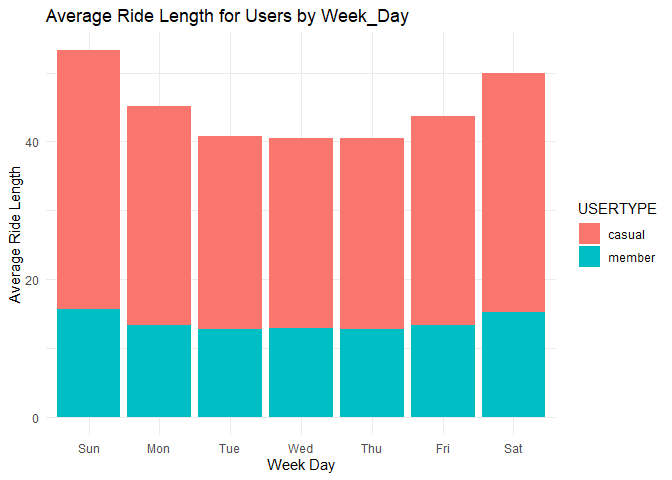 Average Ride Length for Users by Week_Day
Average Ride Length
40
20
0
Sun Mon Tue Wed Thu Fri Sat
Week Day
USERTYPE
casual
member